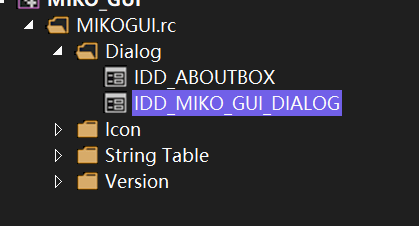 MIKO_GUI
MIKOGUI.rc
Dialog
IDD_ABOUTBOX
IDD_MIKO_GUI_DIALOG
Icon
String Table
Version